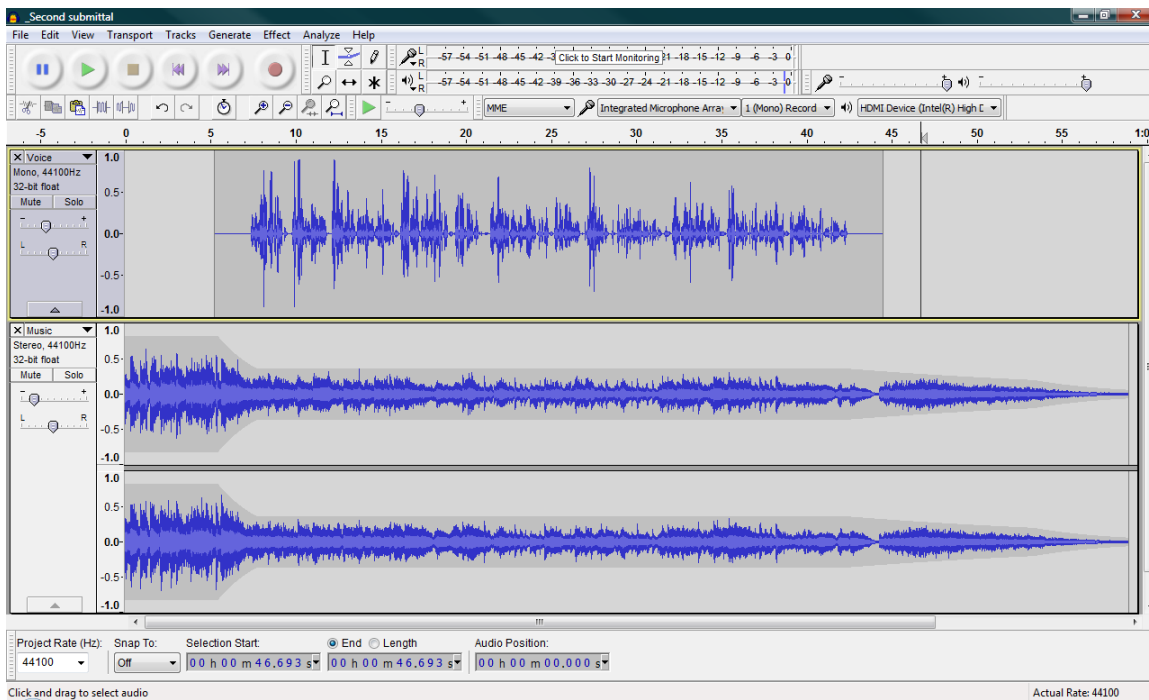 _Second submittal
File Edit View Transport Tracks Generate Effect Analyze Help
L R -57 -54 -51 -48 -45 -42 -3 Click to Start Monitoring 21 -18 -15 -12 -9 -6 -3 0
L R -57 -54 -51 -48 -45 -42 -39 -36 -33 -30 -27 -24 -21 -18 -15 -12 -9 -6 -3 0
- +
MME Integrated Microphone Array 1 (Mono) Record HDMI Device (Intel(R) High D
-5 0 5 10 15 20 25 30 35 40 45 50 55 1:0
X Voice 1.0
Mono, 44100Hz
32-bit float
Mute Solo 0.5
- + 0.0
L R
-0.5
-1.0
X Music 1.0
Stereo, 44100Hz
32-bit float 0.5
Mute Solo
- + 0.0
L R -0.5
-1.0
1.0
0.5
0.0
-0.5
-1.0
Project Rate (Hz): Snap To: Selection Start: End Length Audio Position:
44100 Off 00 h 00 m 46.693 s 00 h 00 m 46.693 s 00 h 00 m 00.000 s
Click and drag to select audio Actual Rate: 44100